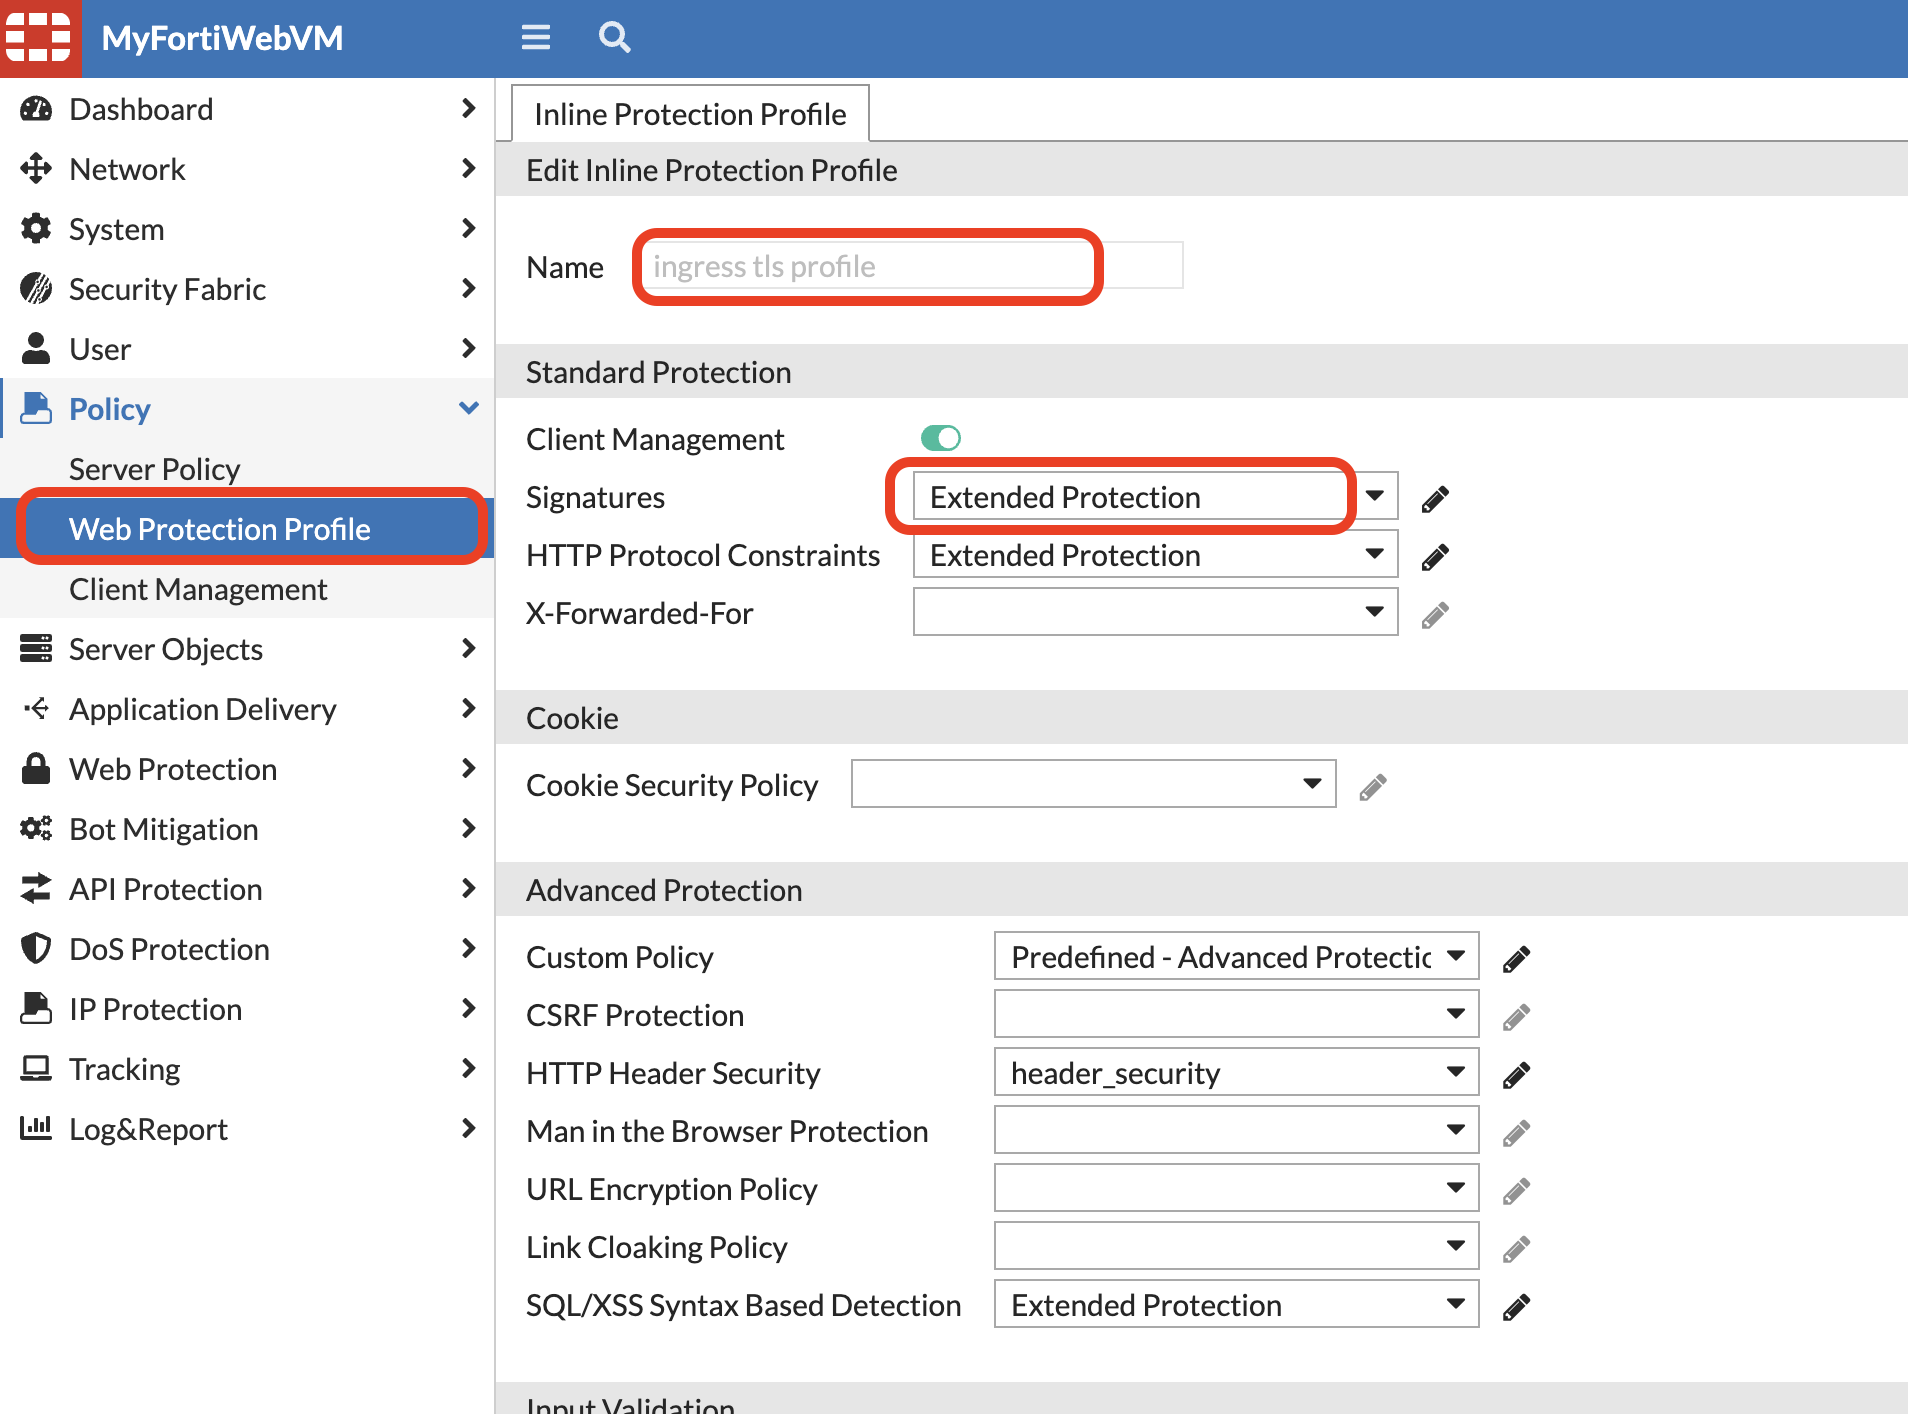 MyFortiWebVM
Dashboard
Network
System
Security Fabric
User
Policy
Server Policy
Web Protection Profile
Client Management
Server Objects
Application Delivery
Web Protection
Bot Mitigation
API Protection
DoS Protection
IP Protection
Tracking
Log&Report
Inline Protection Profile
Edit Inline Protection Profile
Name ingress tls profile
Standard Protection
Client Management
Signatures Extended Protection
HTTP Protocol Constraints Extended Protection
X-Forwarded-For
Cookie
Cookie Security Policy
Advanced Protection
Custom Policy Predefined - Advanced Protectic
CSRF Protection
HTTP Header Security header_security
Man in the Browser Protection
URL Encryption Policy
Link Cloaking Policy
SQL/XSS Syntax Based Detection Extended Protection
Input Validation